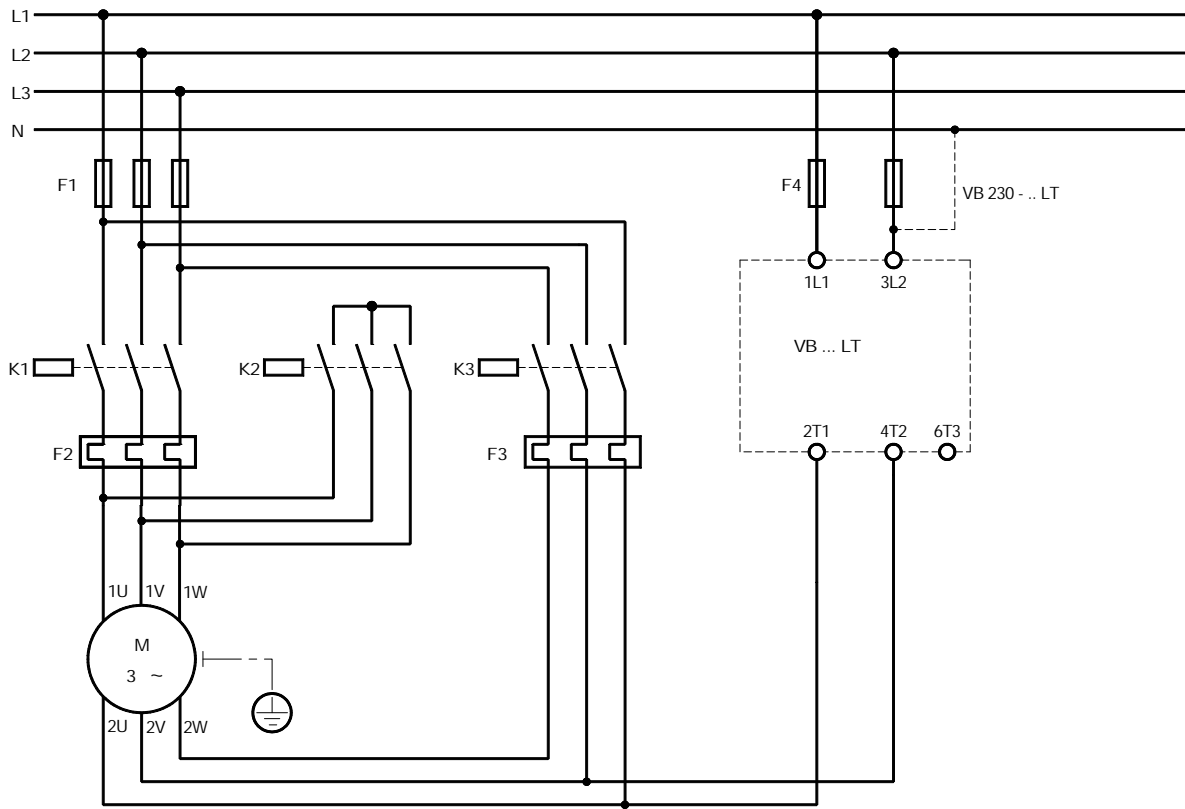 L1
L2
L3
N
F1
F4
VB 230 - .. LT
1L1
3L2
VB ... LT
K1
K2
K3
2T1
4T2
6T3
F2
F3
1U
1V
1W
M
3 ~
2U
2V
2W